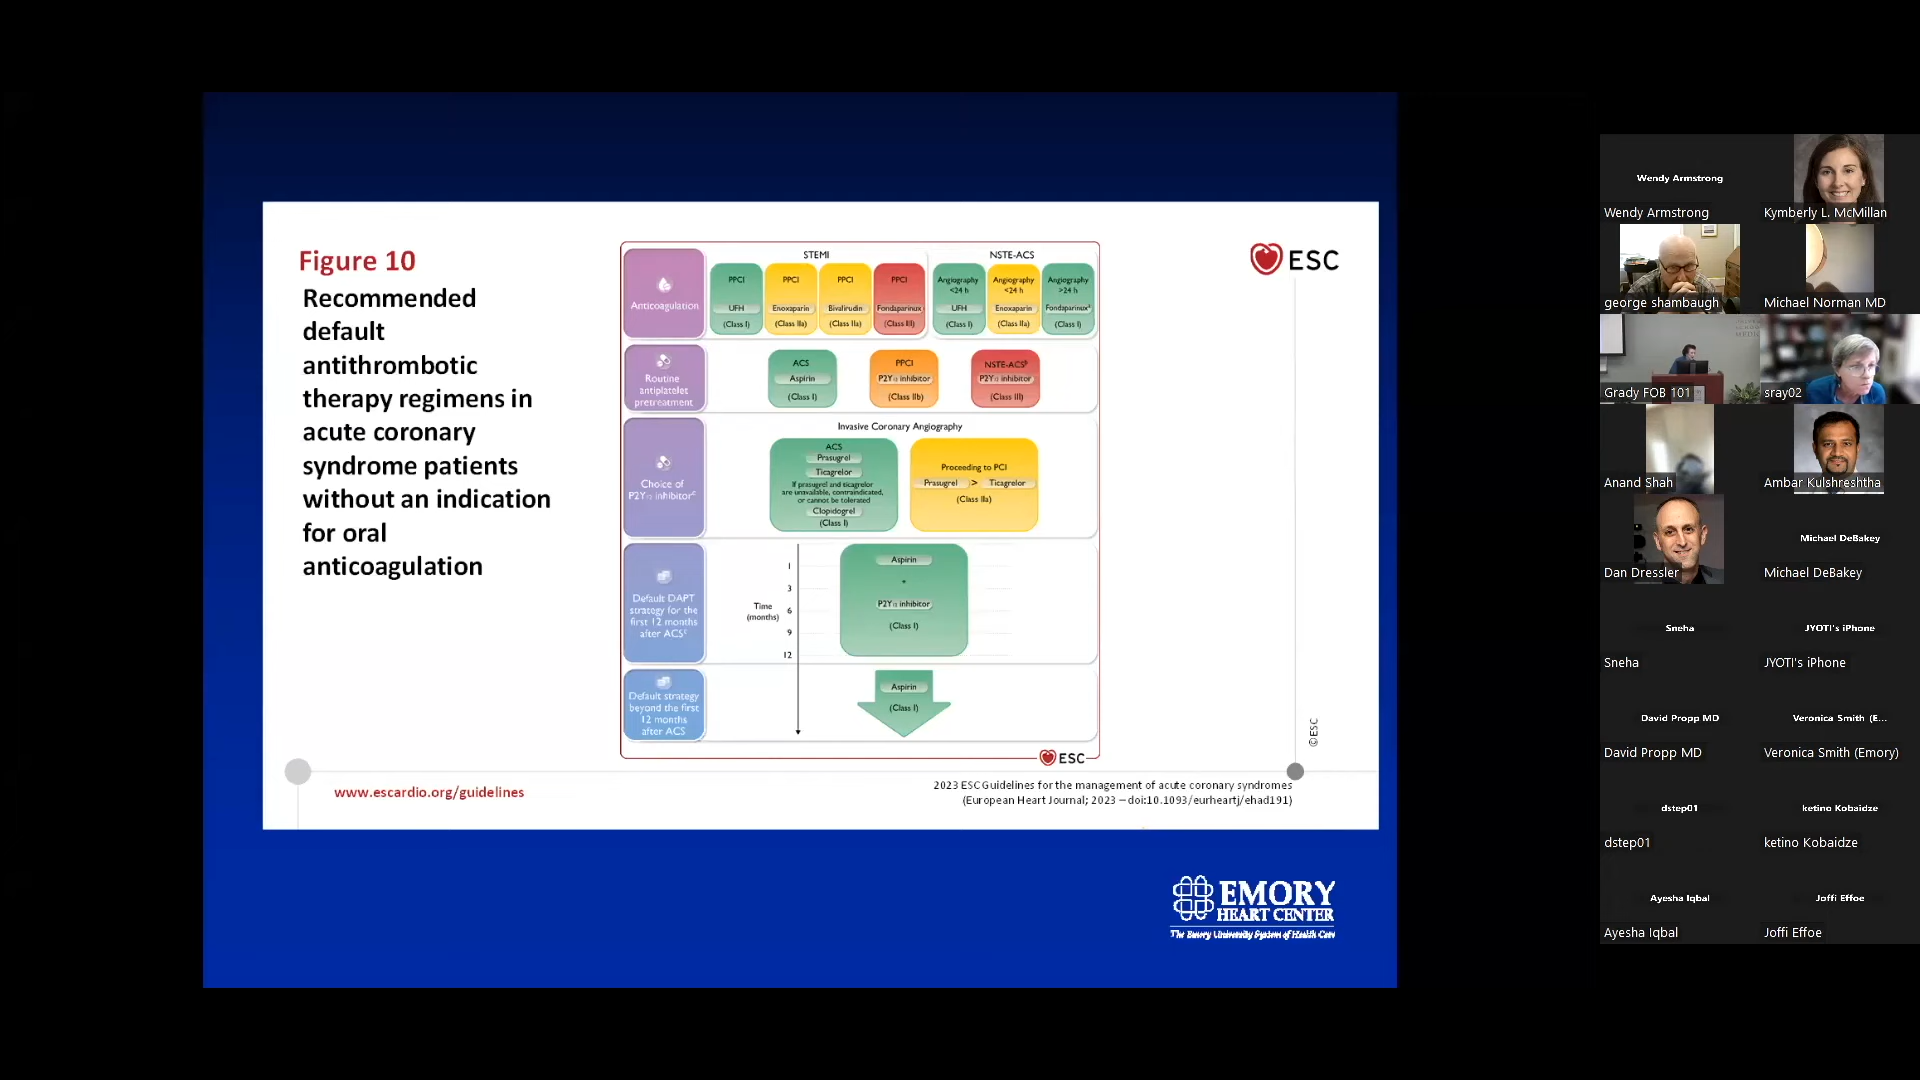 Figure 10
Recommended
default
antithrombotic
therapy regimens in
acute coronary
syndrome patients
without an indication
for oral
anticoagulation
ESC
STEMI
NSTE-ACS
Anticoagulation
PPCI
UFH
(Class I)
PPCI
Enoxaparin
(Class IIa)
PPCI
Bivalirudin
(Class IIa)
PPCI
Fondaparinux
(Class III)
Angiography
<24 h
UFH
(Class I)
Angiography
<24 h
Enoxaparin
(Class IIa)
Angiography
>24 h
Fondaparinuxᵃ
(Class I)
Routine
antiplatelet
pretreatment
ACS
Aspirin
(Class I)
PPCI
P2Y₁₂ inhibitor
(Class IIb)
NSTE-ACSᵇ
P2Y₁₂ inhibitor
(Class III)
Choice of
P2Y₁₂ inhibitorᶜ
Invasive Coronary Angiography
ACS
Prasugrel
Ticagrelor
If prasugrel and ticagrelor
are unavailable, contraindicated,
or cannot be tolerated
Clopidogrel
(Class I)
Proceeding to PCI
Prasugrel > Ticagrelor
(Class IIa)
Default DAPT
strategy for the
first 12 months
after ACSᶜ
Time
(months)
1
3
6
9
12
Aspirin
+
P2Y₁₂ inhibitor
(Class I)
Default strategy
beyond the first
12 months
after ACS
Aspirin
(Class I)
ESC
©ESC
www.escardio.org/guidelines
2023 ESC Guidelines for the management of acute coronary syndromes
(European Heart Journal; 2023 – doi:10.1093/eurheartj/ehad191)
EMORY
HEART CENTER
The Emory University System of Health Care
Wendy Armstrong
Wendy Armstrong
Kymberly L. McMillan
george shambaugh
Michael Norman MD
Grady FOB 101
sray02
Anand Shah
Ambar Kulshreshtha
Dan Dressler
Michael DeBakey
Michael DeBakey
Sneha
Sneha
JYOTI's iPhone
JYOTI's iPhone
David Propp MD
David Propp MD
Veronica Smith (E...
Veronica Smith (Emory)
dstep01
dstep01
ketino Kobaidze
ketino Kobaidze
Ayesha Iqbal
Ayesha Iqbal
Joffi Effoe
Joffi Effoe